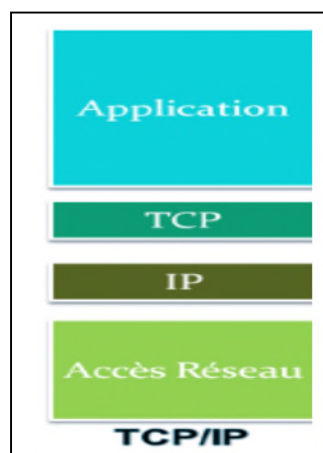 Application
TCP
IP
Accès Réseau
TCP/IP